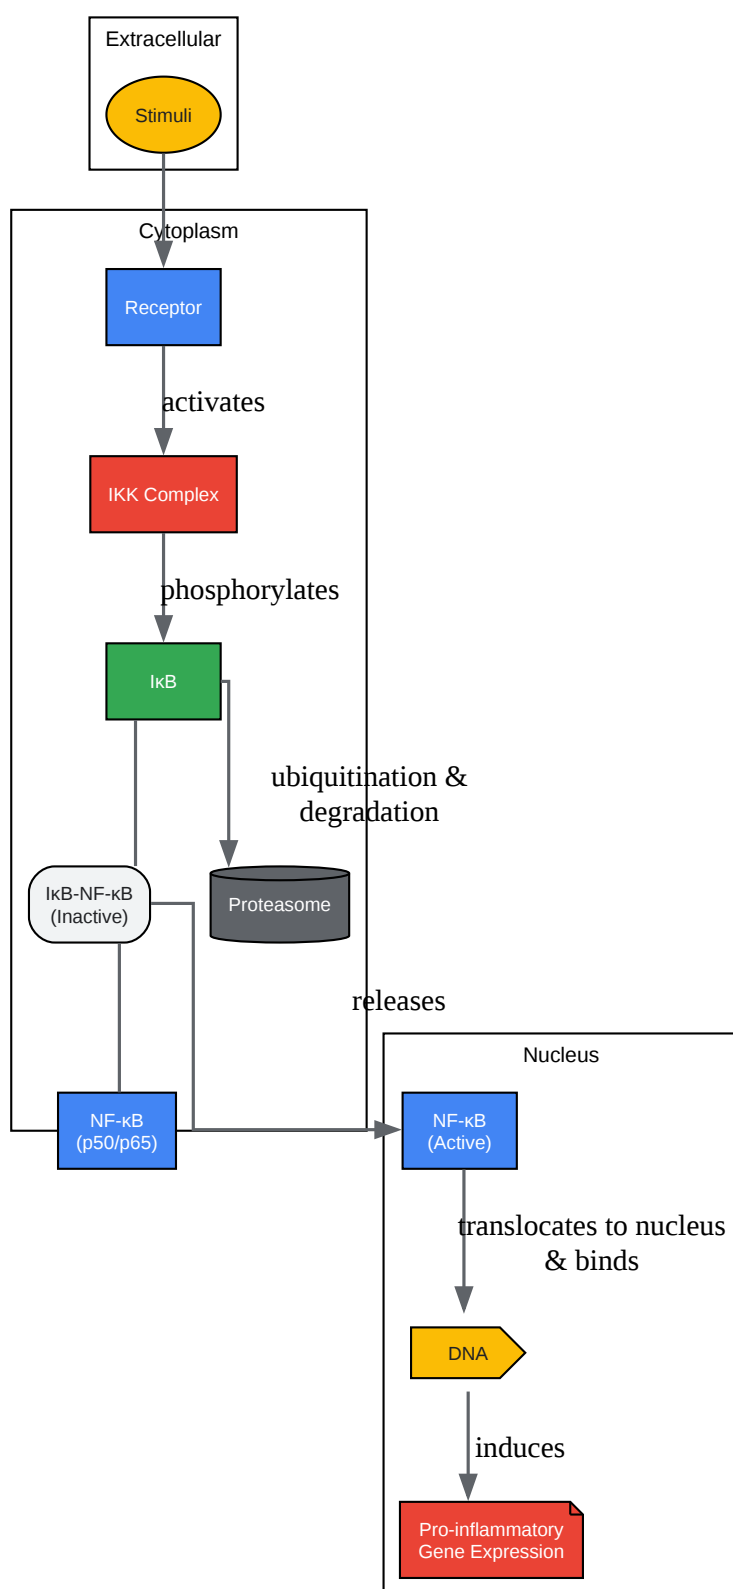 Extracellular
Stimuli
Cytoplasm
Receptor
activates
IKK Complex
phosphorylates
IκB
ubiquitination &
degradation
IκB-NF-κB
(Inactive)
Proteasome
releases
Nucleus
NF-κB
(p50/p65)
NF-κB
(Active)
translocates to nucleus
& binds
DNA
induces
Pro-inflammatory
Gene Expression